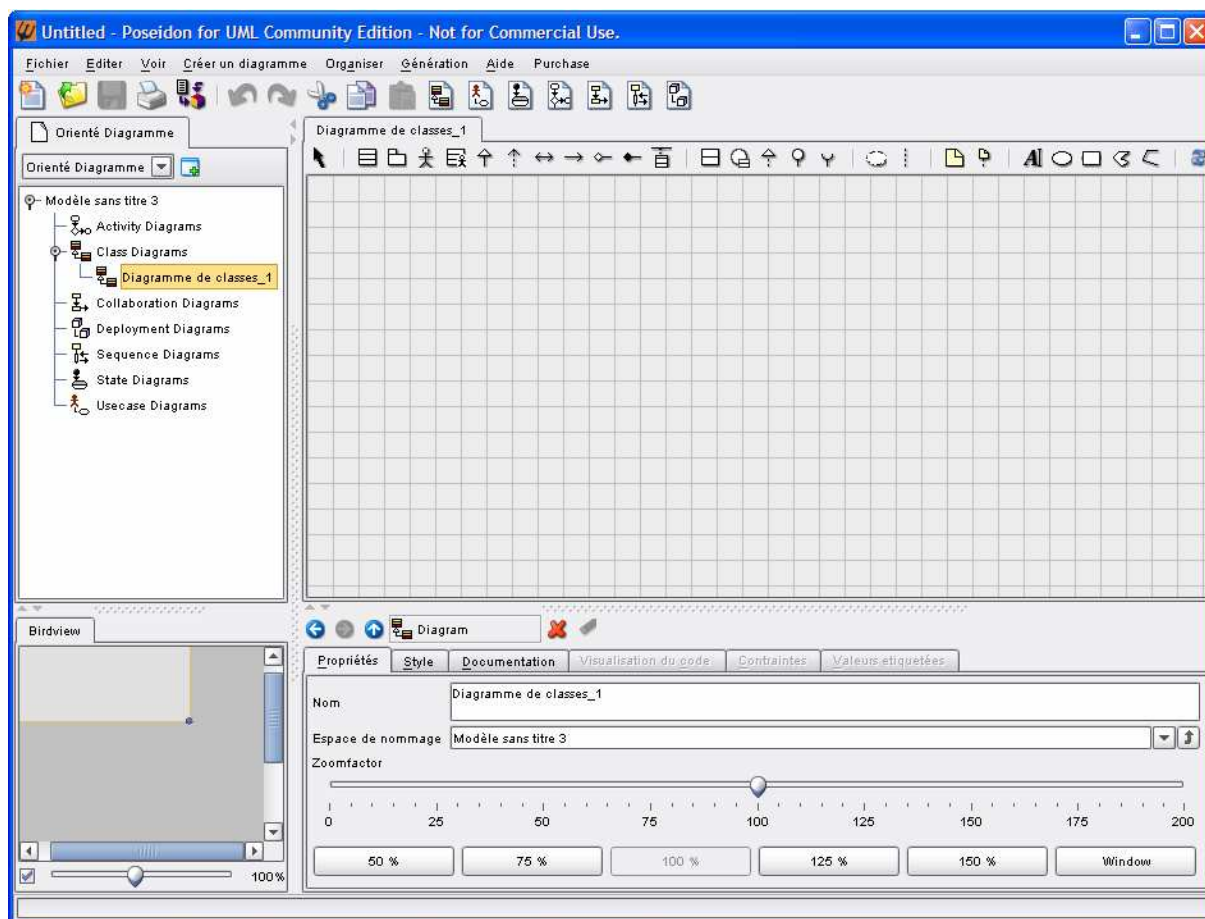 Untitled - Poseidon for UML Community Edition - Not for Commercial Use.
Fichier Editer Voir Créer un diagramme Organiser Génération Aide Purchase
Orienté Diagramme
Orienté Diagramme
Modèle sans titre 3
Activity Diagrams
Class Diagrams
Diagramme de classes_1
Collaboration Diagrams
Deployment Diagrams
Sequence Diagrams
State Diagrams
Usecase Diagrams
Diagramme de classes_1
A
Birdview
100%
Diagram
Propriétés Style Documentation Visualisation du code Contraintes Valeurs etiquetées
Nom Diagramme de classes_1
Espace de nommage Modèle sans titre 3
Zoomfactor
0 25 50 75 100 125 150 175 200
50 % 75 % 100 % 125 % 150 % Window